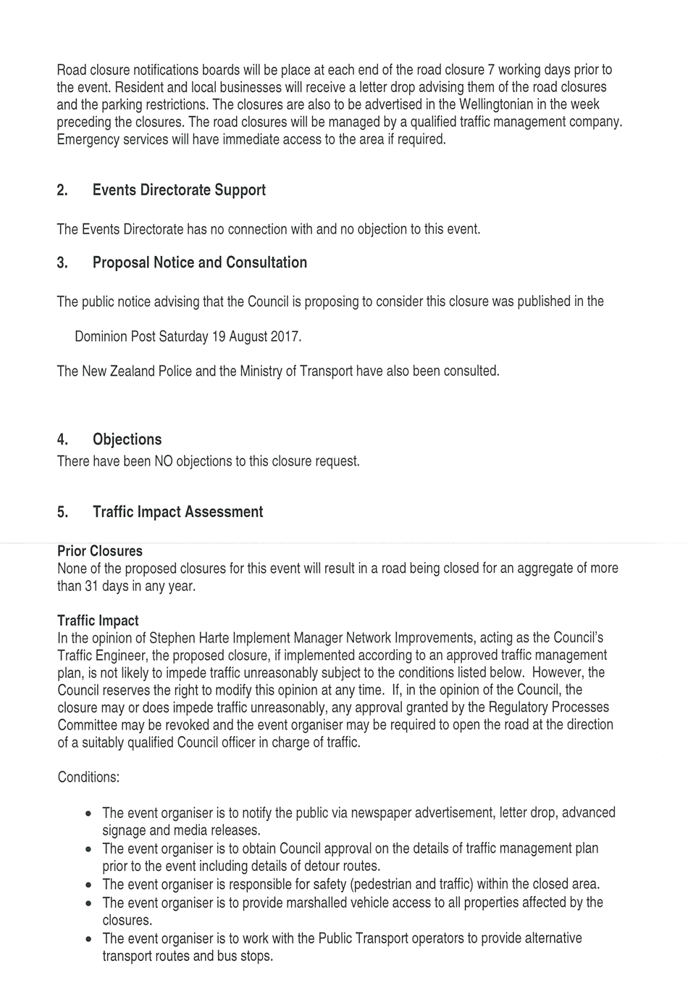 Road closure notifications boards will be place at each end of the road closure 7 working days prior to
the event. Resident and local businesses will receive a letter drop advising them of the road closures
and the parking restrictions. The closures are also to be advertised in the Wellingtonian in the week
preceding the closures. The road closures will be managed by a qualified traffic management company.
Emergency services will have immediate access to the area if required.
2. Events Directorate Support
The Events Directorate has no connection with and no objection to this event.
3. Proposal Notice and Consultation
The public notice advising that the Council is proposing to consider this closure was published in the
Dominion Post Saturday 19 August 2017.
The New Zealand Police and the Ministry of Transport have also been consulted.
4. Objections
There have been NO objections to this closure request.
5. Traffic Impact Assessment
Prior Closures
None of the proposed closures for this event will result in a road being closed for an aggregate of more
than 31 days in any year.
Traffic Impact
In the opinion of Stephen Harte Implement Manager Network Improvements, acting as the Council's
Traffic Engineer, the proposed closure, if implemented according to an approved traffic management
plan, is not likely to impede traffic unreasonably subject to the conditions listed below. However, the
Council reserves the right to modify this opinion at any time. If, in the opinion of the Council, the
closure may or does impede traffic unreasonably, any approval granted by the Regulatory Processes
Committee may be revoked and the event organiser may be required to open the road at the direction
of a suitably qualified Council officer in charge of traffic.
Conditions:
• The event organiser is to notify the public via newspaper advertisement, letter drop, advanced
signage and media releases.
• The event organiser is to obtain Council approval on the details of traffic management plan
prior to the event including details of detour routes.
• The event organiser is responsible for safety (pedestrian and traffic) within the closed area.
• The event organiser is to provide marshalled vehicle access to all properties affected by the
closures.
• The event organiser is to work with the Public Transport operators to provide alternative
transport routes and bus stops.